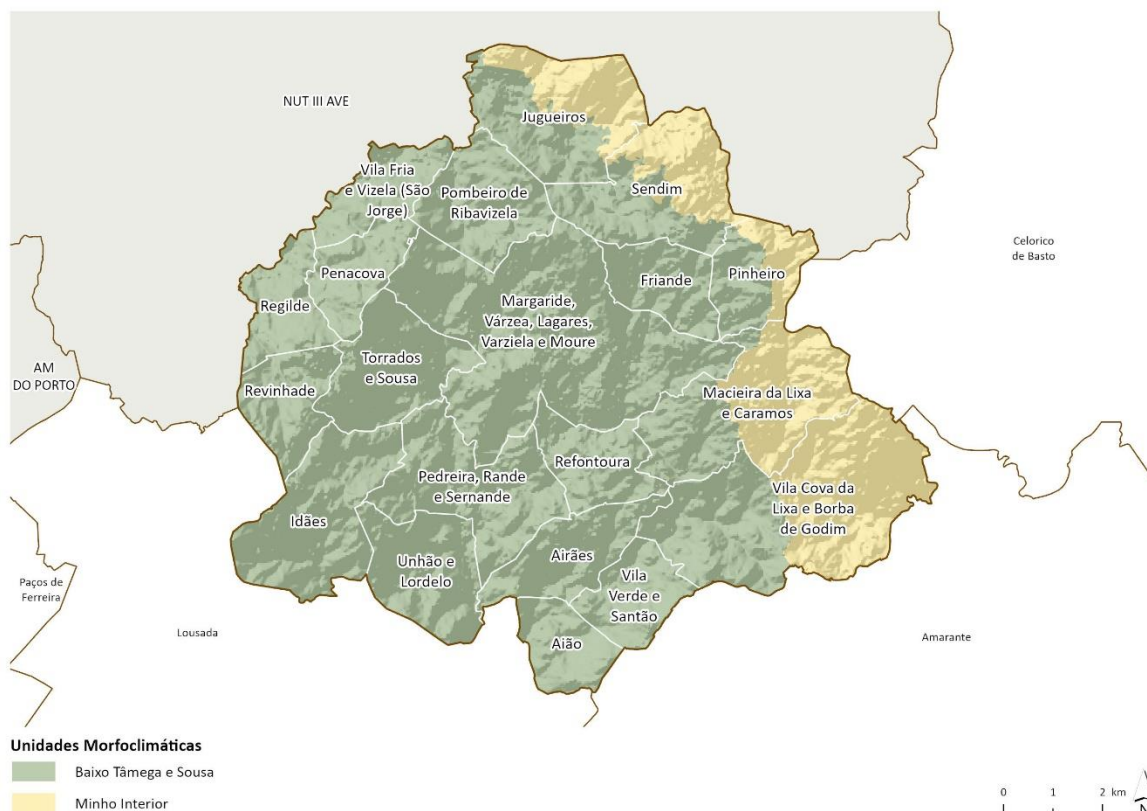 NUT III AVE
Jugueiros
Vila Fria
e Vizela (São
Jorge)
Pombeiro de
Ribavizela
Sendim
Celorico
de Basto
Penacova
Friande
Pinheiro
Regilde
Margaride,
Várzea, Lagares,
Varziela e Moure
AM
DO PORTO
Torrados
e Sousa
Revinhade
Macieira da Lixa
e Caramos
Refontoura
Pedreira, Rande
e Sernande
Vila Cova da
Lixa e Borba
de Godim
Idães
Unhão e
Lordelo
Airães
Vila
Verde e
Santão
Paços de
Ferreira
Lousada
Amarante
Aião
Unidades Morfoclimáticas
Baixo Tâmega e Sousa
Minho Interior
0 1 2 km
N